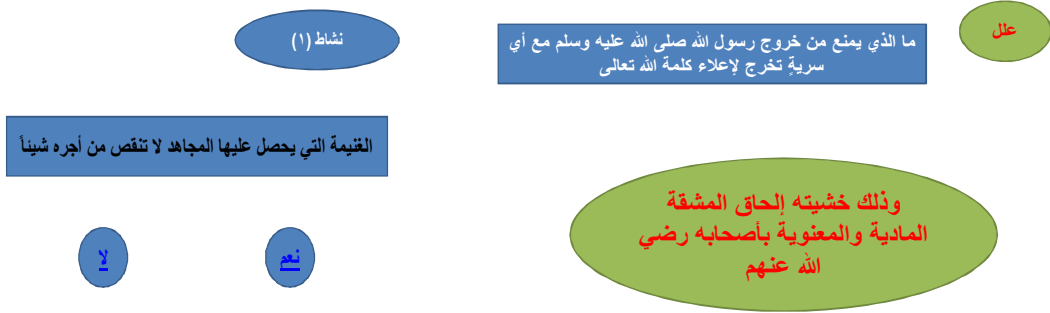 علل
ما الذي يمنع من خروج رسول الله صلى الله عليه وسلم مع أي
سريةٍ تخرج لإعلاء كلمة الله تعالى
وذلك خشيته إلحاق المشقة
المادية والمعنوية بأصحابه رضي
الله عنهم
نشاط (١)
الغنيمة التي يحصل عليها المجاهد لا تنقص من أجره شيئاً
نعم
لا